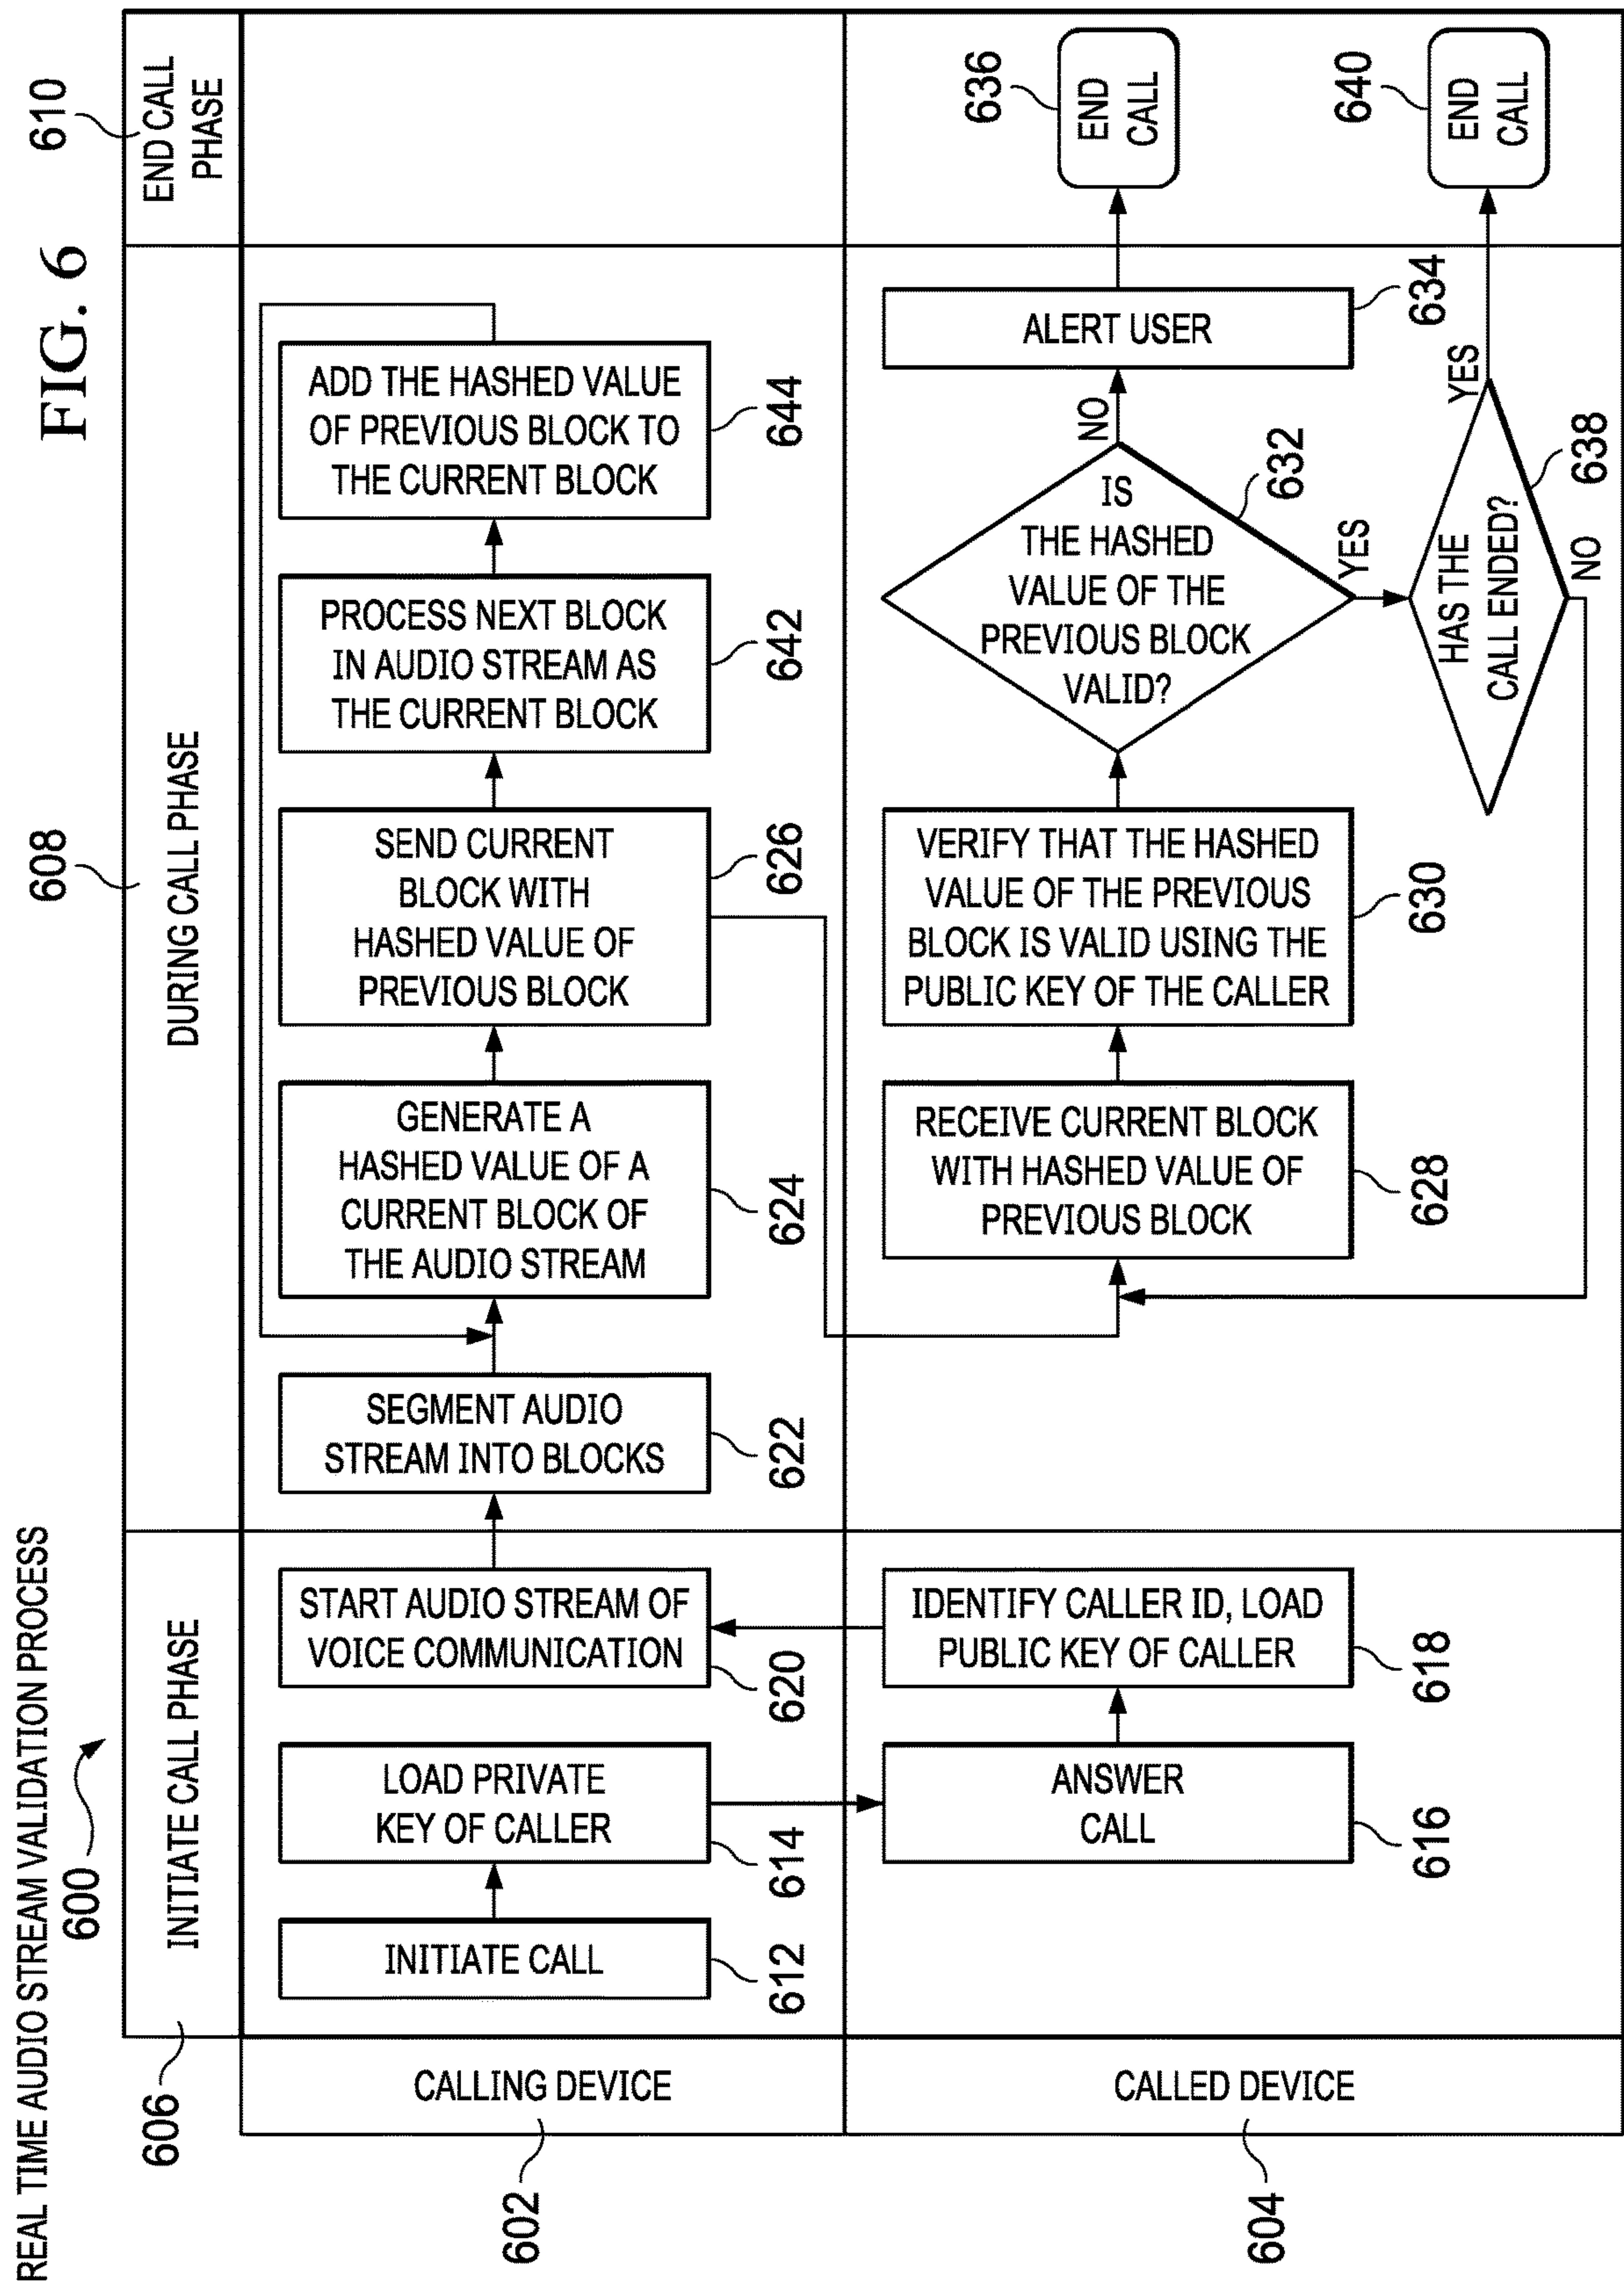 REAL TIME AUDIO STREAM VALIDATION PROCESS
FIG. 6
600
606
INITIATE CALL PHASE
608
DURING CALL PHASE
610
END CALL
PHASE
602
CALLING DEVICE
INITIATE CALL
612
LOAD PRIVATE
KEY OF CALLER
614
START AUDIO STREAM OF
VOICE COMMUNICATION
620
SEGMENT AUDIO
STREAM INTO BLOCKS
622
GENERATE A
HASHED VALUE OF A
CURRENT BLOCK OF
THE AUDIO STREAM
624
SEND CURRENT
BLOCK WITH
HASHED VALUE OF
PREVIOUS BLOCK
626
PROCESS NEXT BLOCK
IN AUDIO STREAM AS
THE CURRENT BLOCK
642
ADD THE HASHED VALUE
OF PREVIOUS BLOCK TO
THE CURRENT BLOCK
644
604
CALLED DEVICE
ANSWER
CALL
616
IDENTIFY CALLER ID, LOAD
PUBLIC KEY OF CALLER
618
RECEIVE CURRENT BLOCK
WITH HASHED VALUE OF
PREVIOUS BLOCK
628
VERIFY THAT THE HASHED
VALUE OF THE PREVIOUS
BLOCK IS VALID USING THE
PUBLIC KEY OF THE CALLER
630
IS
THE HASHED
VALUE OF THE
PREVIOUS BLOCK
VALID?
632
NO
YES
ALERT USER
634
END
CALL
636
HAS THE
CALL ENDED?
638
YES
NO
END
CALL
640